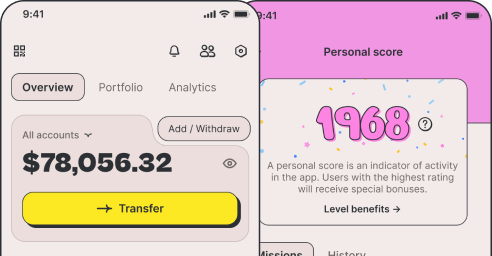 9:41
Overview
Portfolio
Analytics
All accounts
Add / Withdraw
$78,056.32
Transfer
9:41
Personal score
1968
A personal score is an indicator of activity
in the app. Users with the highest rating
will receive special bonuses.
Level benefits →
Missions
History